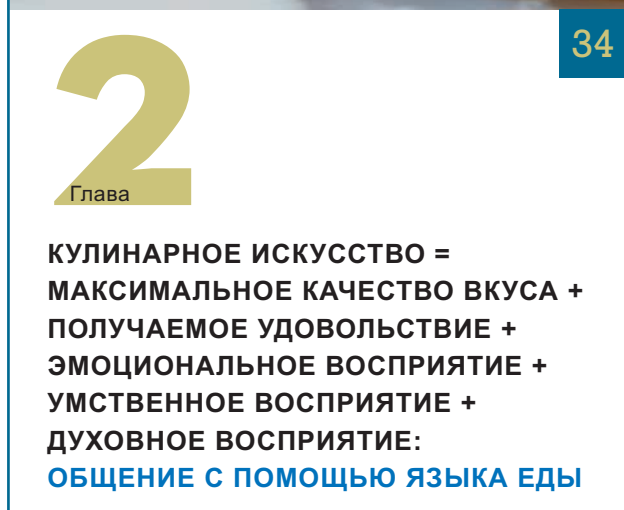 34
2
Глава
КУЛИНАРНОЕ ИСКУССТВО =
МАКСИМАЛЬНОЕ КАЧЕСТВО ВКУСА +
ПОЛУЧАЕМОЕ УДОВОЛЬСТВИЕ +
ЭМОЦИОНАЛЬНОЕ ВОСПРИЯТИЕ +
УМСТВЕННОЕ ВОСПРИЯТИЕ +
ДУХОВНОЕ ВОСПРИЯТИЕ:
ОБЩЕНИЕ С ПОМОЩЬЮ ЯЗЫКА ЕДЫ